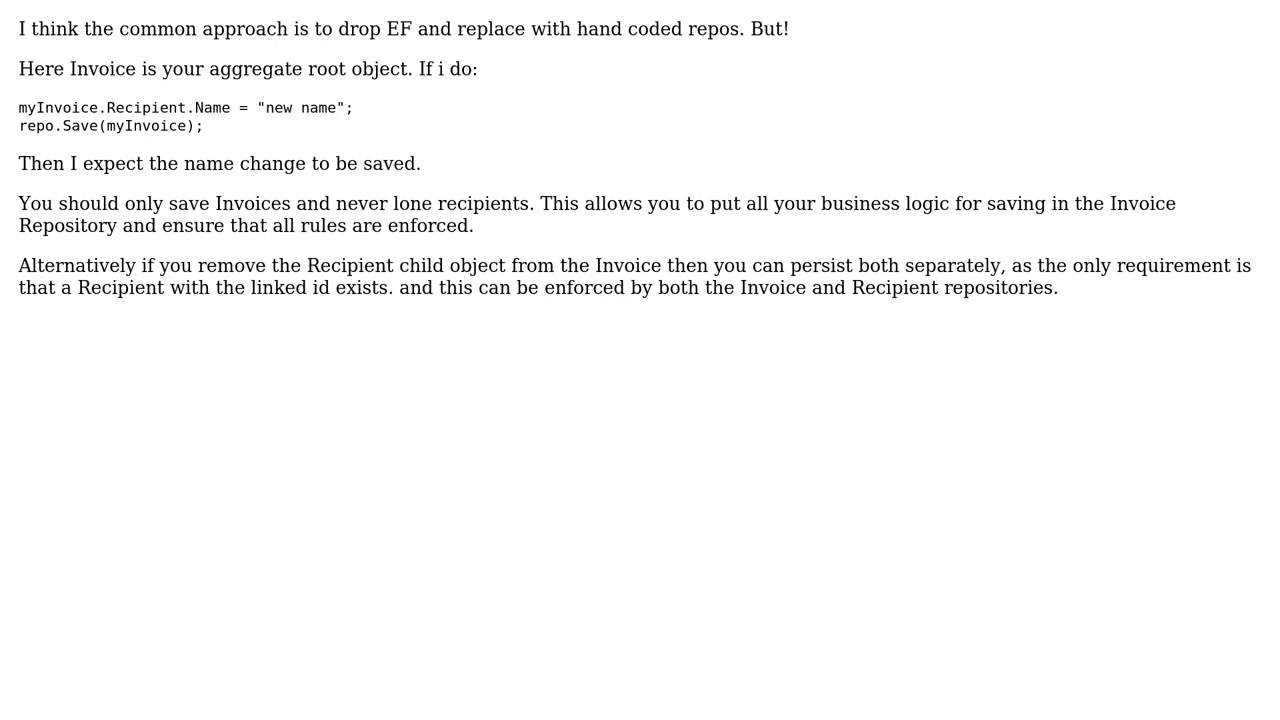 I think the common approach is to drop EF and replace with hand coded repos. But!
Here Invoice is your aggregate root object. If i do:
myInvoice.Recipient.Name = "new name";
repo.Save(myInvoice);
Then I expect the name change to be saved.
You should only save Invoices and never lone recipients. This allows you to put all your business logic for saving in the Invoice
Repository and ensure that all rules are enforced.
Alternatively if you remove the Recipient child object from the Invoice then you can persist both separately, as the only requirement is
that a Recipient with the linked id exists. and this can be enforced by both the Invoice and Recipient repositories.